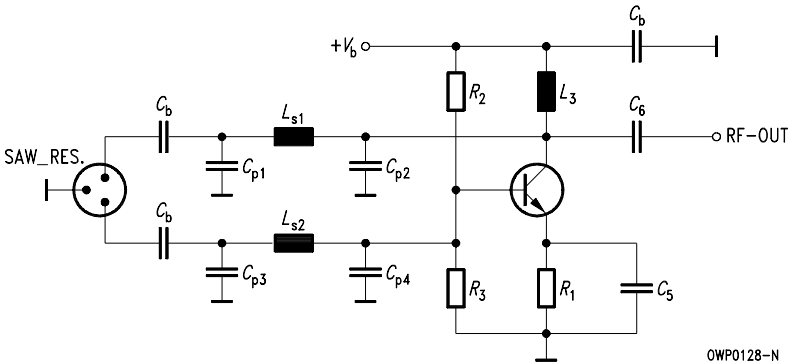 C_b
+V_b
R_2
L_3
C_b
L_s1
C_6
RF-OUT
SAW_RES.
C_p1
C_p2
C_b
L_s2
C_p3
C_p4
R_3
R_1
C_5
OWP0128-N